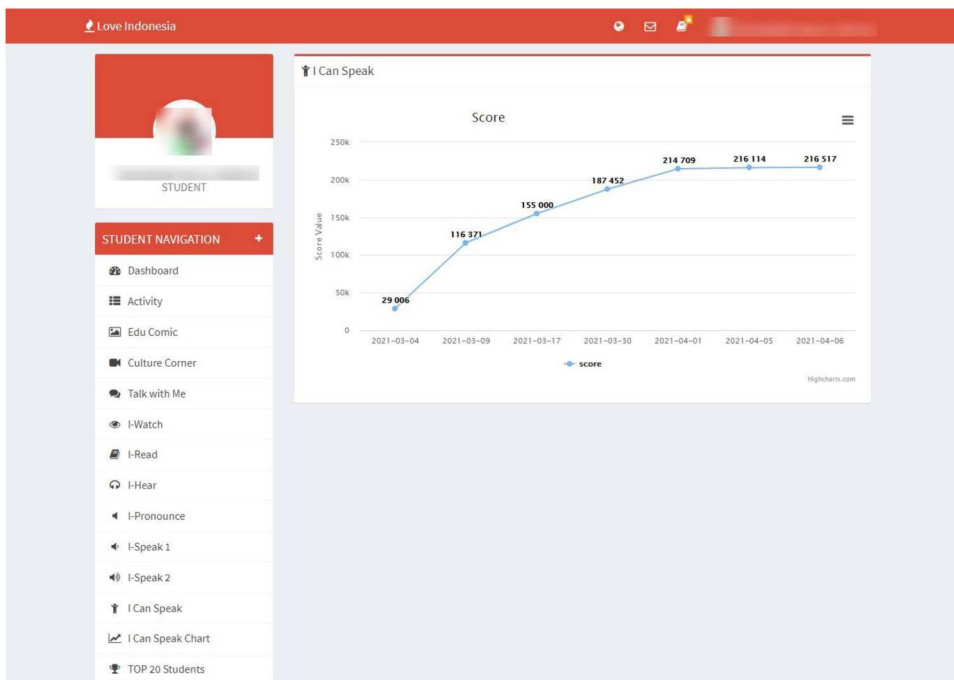 Love Indonesia
STUDENT
STUDENT NAVIGATION +
Dashboard
Activity
Edu Comic
Culture Corner
Talk with Me
I-Watch
I-Read
I-Hear
I-Pronounce
I-Speak 1
I-Speak 2
I Can Speak
I Can Speak Chart
TOP 20 Students
I Can Speak
Score
250k
200k
150k
100k
50k
0
Score Value
29 006
116 371
155 000
187 452
214 709
216 114
216 517
2021-03-04 2021-03-09 2021-03-17 2021-03-30 2021-04-01 2021-04-05 2021-04-06
score
Highcharts.com